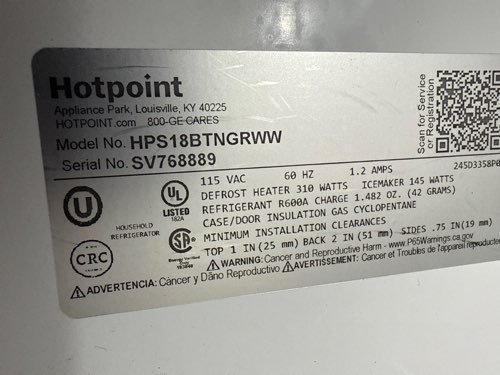 Hotpoint
Appliance Park, Louisville, KY 40225
HOTPOINT.com 800-GE CARES
Model No. HPS18BTNGRWW
Serial No. SV768889
Scan for Service
or Registration
115 VAC 60 HZ 1.2 AMPS 245D3358P0
DEFROST HEATER 310 WATTS ICEMAKER 145 WATTS
REFRIGERANT R600A CHARGE 1.482 OZ. (42 GRAMS)
CASE/DOOR INSULATION GAS CYCLOPENTANE
MINIMUM INSTALLATION CLEARANCES
TOP 1 IN (25 mm) BACK 2 IN (51 mm) SIDES .75 IN (19 mm)
U
UL
LISTED
182A
HOUSEHOLD
REFRIGERATOR
CRC
SP
Energy Verified
⚠WARNING: Cancer and Reproductive Harm - www.P65Warnings.ca.gov
⚠ADVERTENCIA: Cáncer y Daño Reproductivo ⚠AVERTISSEMENT: Cancer et Troubles de l'appareil reproducteur